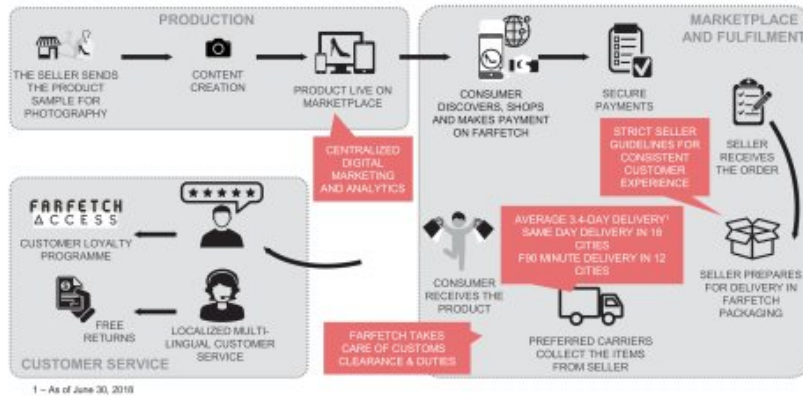 PRODUCTION
THE SELLER SENDS
THE PRODUCT
SAMPLE FOR
PHOTOGRAPHY
CONTENT
CREATION
PRODUCT LIVE ON
MARKETPLACE
CENTRALIZED
DIGITAL
MARKETING
AND ANALYTICS
MARKETPLACE
AND FULFILMENT
CONSUMER
DISCOVERS, SHOPS
AND MAKES PAYMENT
ON FARFETCH
SECURE
PAYMENTS
SELLER
RECEIVES
THE ORDER
STRICT SELLER
GUIDELINES FOR
CONSISTENT
CUSTOMER
EXPERIENCE
SELLER PREPARES
FOR DELIVERY IN
FARFETCH
PACKAGING
AVERAGE 3.4-DAY DELIVERY¹
SAME DAY DELIVERY IN 18
CITIES
F90 MINUTE DELIVERY IN 12
CITIES
PREFERRED CARRIERS
COLLECT THE ITEMS
FROM SELLER
CONSUMER
RECEIVES THE
PRODUCT
FARFETCH TAKES
CARE OF CUSTOMS
CLEARANCE & DUTIES
FARFETCH
ACCESS
CUSTOMER LOYALTY
PROGRAMME
FREE
RETURNS
LOCALIZED MULTI-
LINGUAL CUSTOMER
SERVICE
CUSTOMER SERVICE
1 – As of June 30, 2018